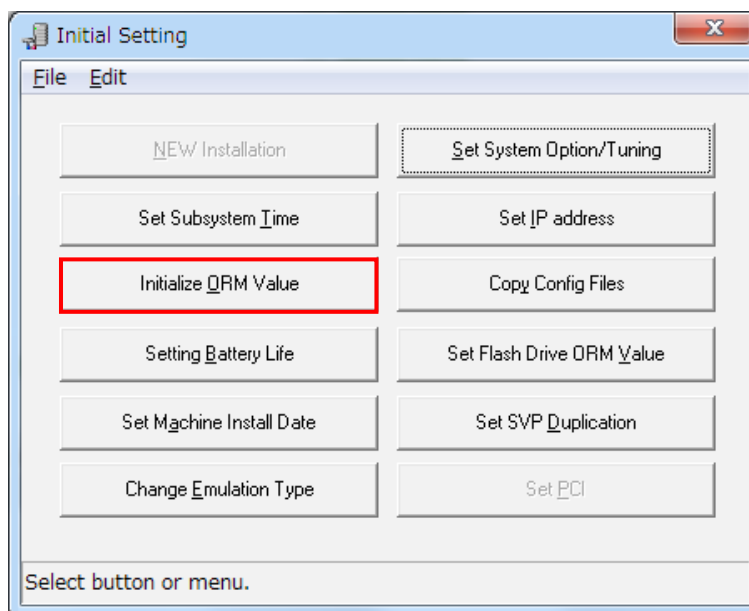 Initial Setting
File Edit
NEW Installation
Set System Option/Tuning
Set Subsystem Time
Set IP address
Initialize ORM Value
Copy Config Files
Setting Battery Life
Set Flash Drive ORM Value
Set Machine Install Date
Set SVP Duplication
Change Emulation Type
Set PCI
Select button or menu.